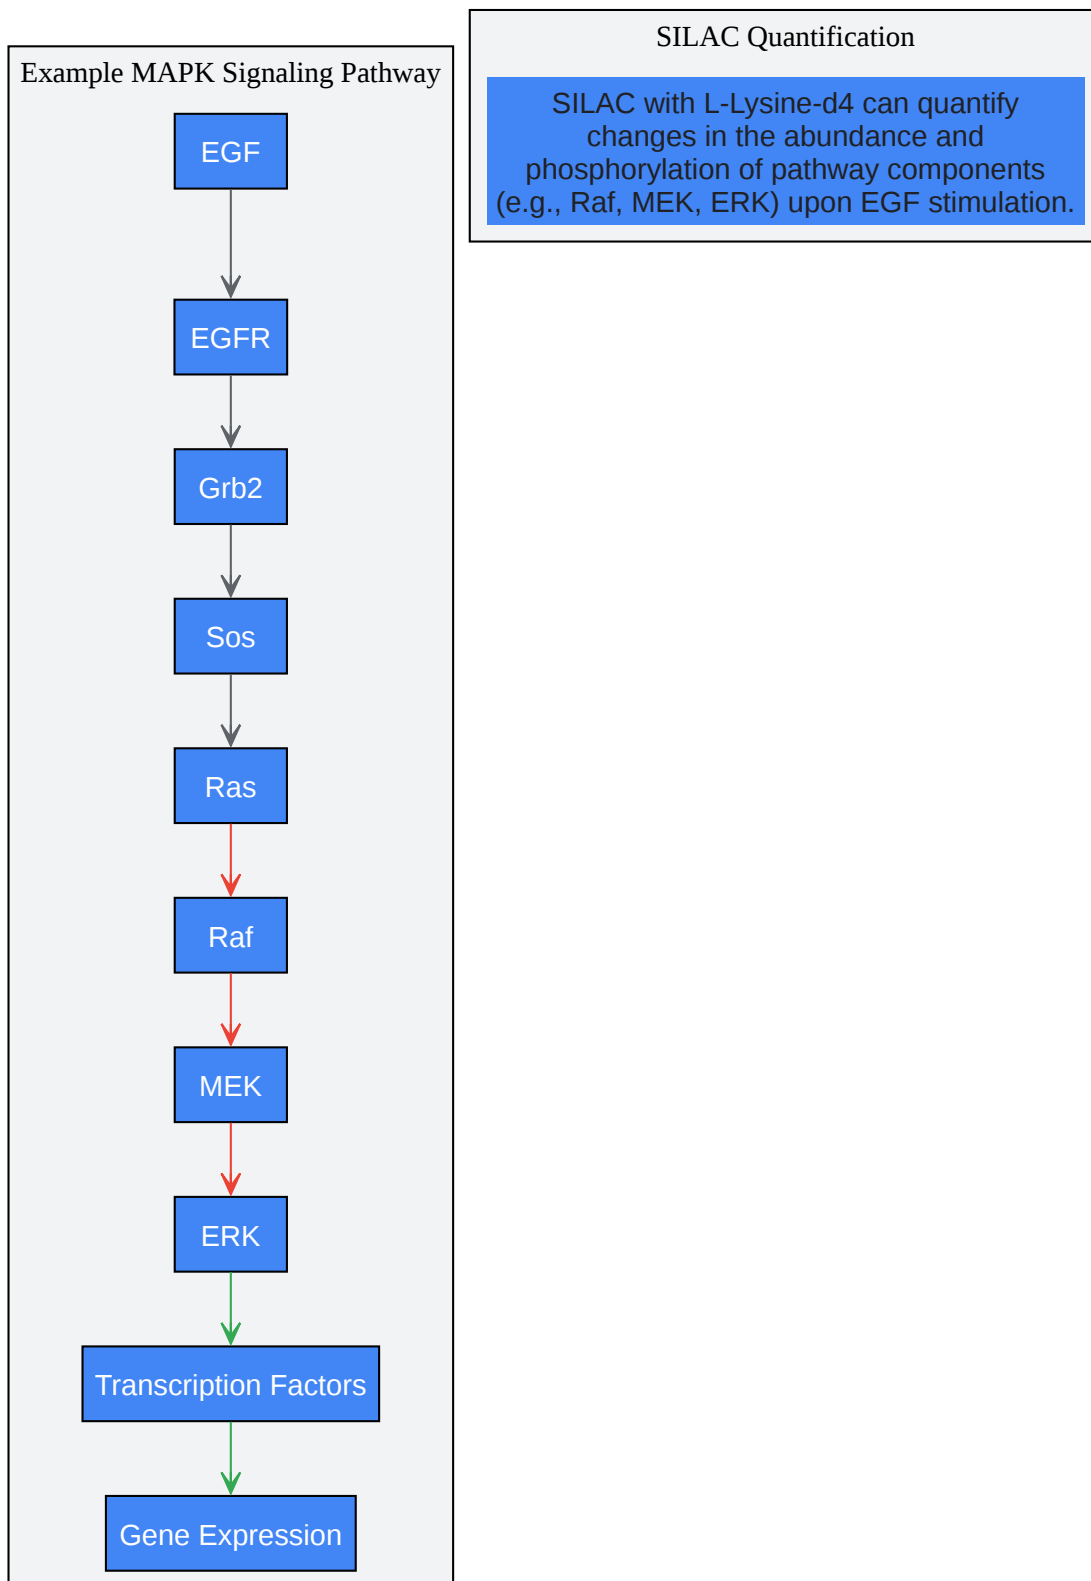 Example MAPK Signaling Pathway
EGF
EGFR
Grb2
Sos
Ras
Raf
MEK
ERK
Transcription Factors
Gene Expression
SILAC Quantification
SILAC with L-Lysine-d4 can quantify
changes in the abundance and
phosphorylation of pathway components
(e.g., Raf, MEK, ERK) upon EGF stimulation.